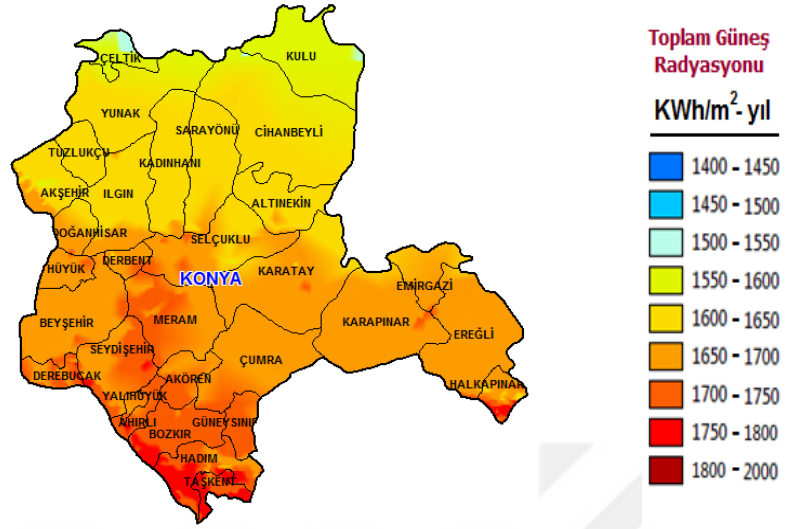 ÇELTİK
KULU
YUNAK
SARAYÖNÜ
CİHANBEYLİ
TUZLUKÇU
KADINHANI
AKŞEHİR
ILGIN
ALTINEKİN
DOĞANHİSAR
SELÇUKLU
DERBENT
HÜYÜK
KONYA
KARATAY
EMİRGAZİ
BEYŞEHİR
MERAM
KARAPINAR
EREĞLİ
SEYDİŞEHİR
ÇUMRA
DEREBUCAK
AKÖREN
HALKAPINAR
YALIHÜYÜK
AHIRLI
GÜNEYSINIR
BOZKIR
HADIM
TAŞKENT
Toplam Güneş
Radyasyonu
KWh/m²- yıl
1400 - 1450
1450 - 1500
1500 - 1550
1550 - 1600
1600 - 1650
1650 - 1700
1700 - 1750
1750 - 1800
1800 - 2000